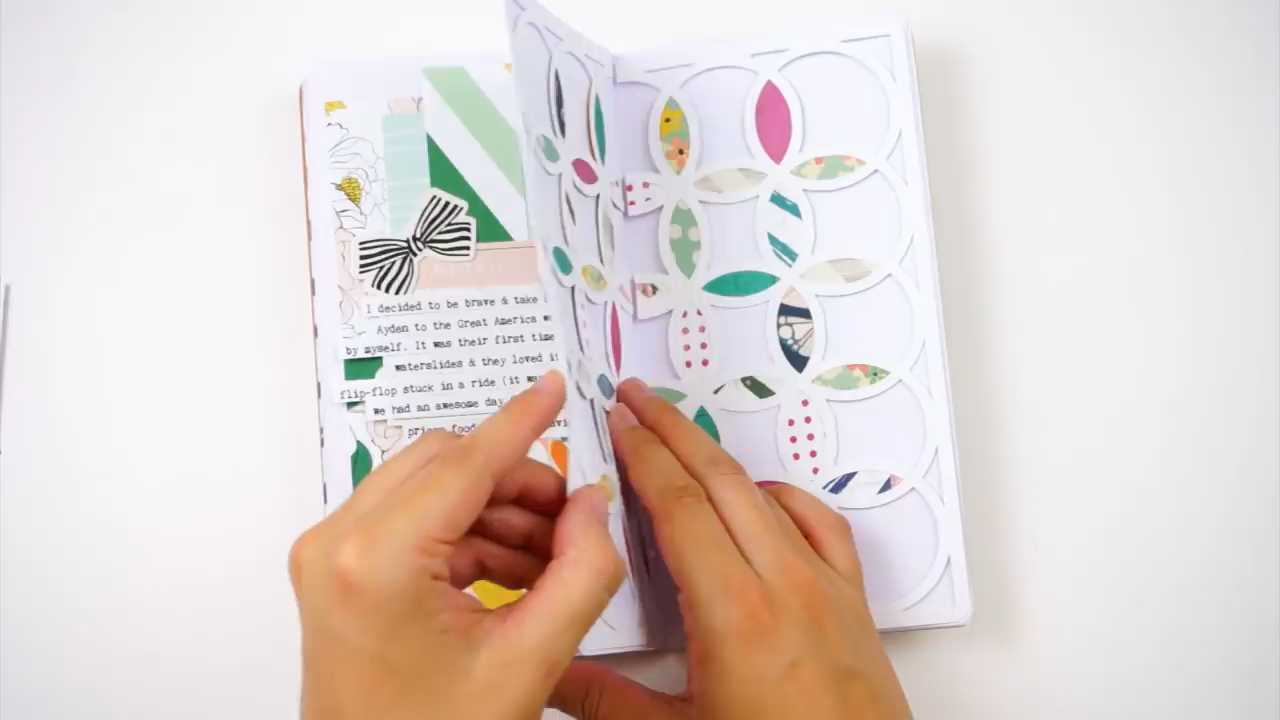 I decided to be brave & take
Ayden to the Great America w
by myself. It was their first time
waterslides & they loved it
flip-flop stuck in a ride (it wa
we had an awesome day